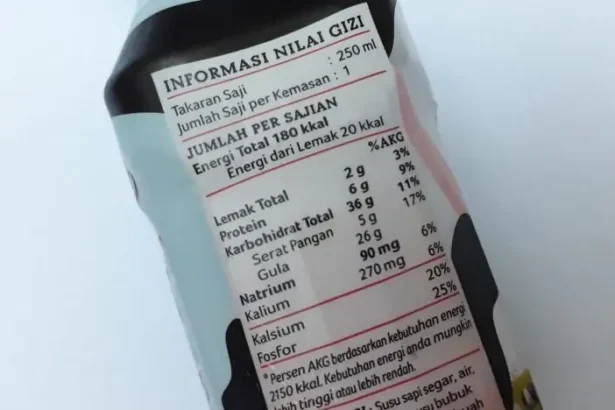 INFORMASI NILAI GIZI
Takaran Saji : 250 ml
Jumlah Saji per Kemasan : 1
JUMLAH PER SAJIAN
Energi Total 180 kkal
Energi dari Lemak 20 kkal
%AKG
Lemak Total 2 g 3%
Protein 6 g 9%
Karbohidrat Total 36 g 11%
Serat Pangan 5 g 17%
Gula 26 g
Natrium 90 mg 6%
Kalium 270 mg 6%
Kalsium 20%
Fosfor 25%
*Persen AKG berdasarkan kebutuhan energi
2150 kkal. Kebutuhan energi anda mungkin
lebih tinggi atau lebih rendah.
Susu sapi segar, air,
bubuk